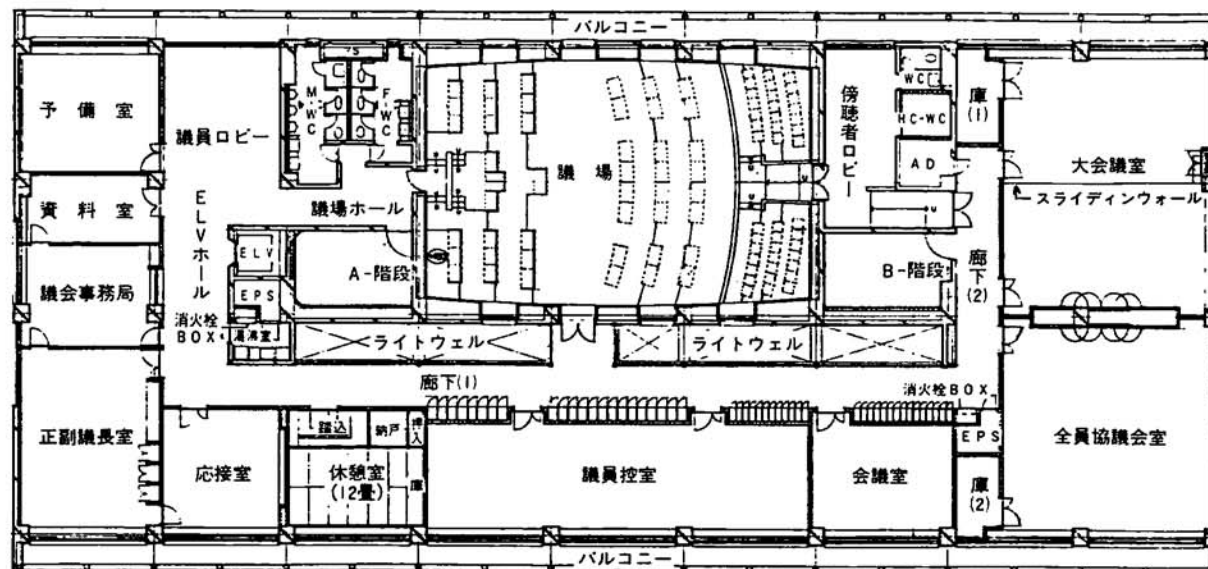 バルコニー
予備室
議員ロビー
M-WC
F-WC
S
議場
傍聴者ロビー
WC
HC-WC
AD
庫
(1)
大会議室
スライディンウォール
資料室
ELVホール
議場ホール
ELV
A-階段
B-階段
廊下
(2)
議会事務局
EPS
消火栓
BOX
湯沸室
ライトウェル
ライトウェル
廊下(1)
消火栓BOX
正副議長室
応接室
踏込
納戸
押入
休憩室
(12畳)
庫
議員控室
会議室
EPS
庫
(2)
全員協議会室
バルコニー